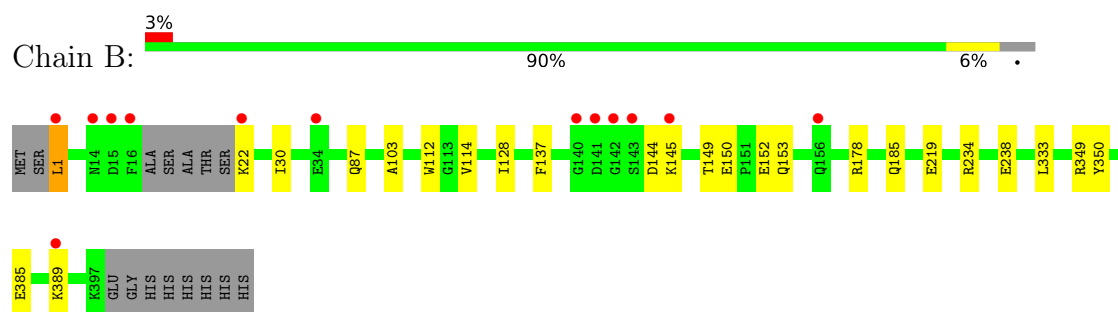 3%
Chain B:
90% 6% •
MET SER L1 N14 D15 F16 ALA SER ALA THR SER K22 I30 E34 Q87 A103 W112 G113 V114 I128 F137 G140 D141 G142 S143 D144 K145 T149 E150 P151 E152 Q153 Q156 R178 Q185 E219 R234 E238 L333 R349 Y350
E385 K389 K397 GLU GLY HIS HIS HIS HIS HIS HIS